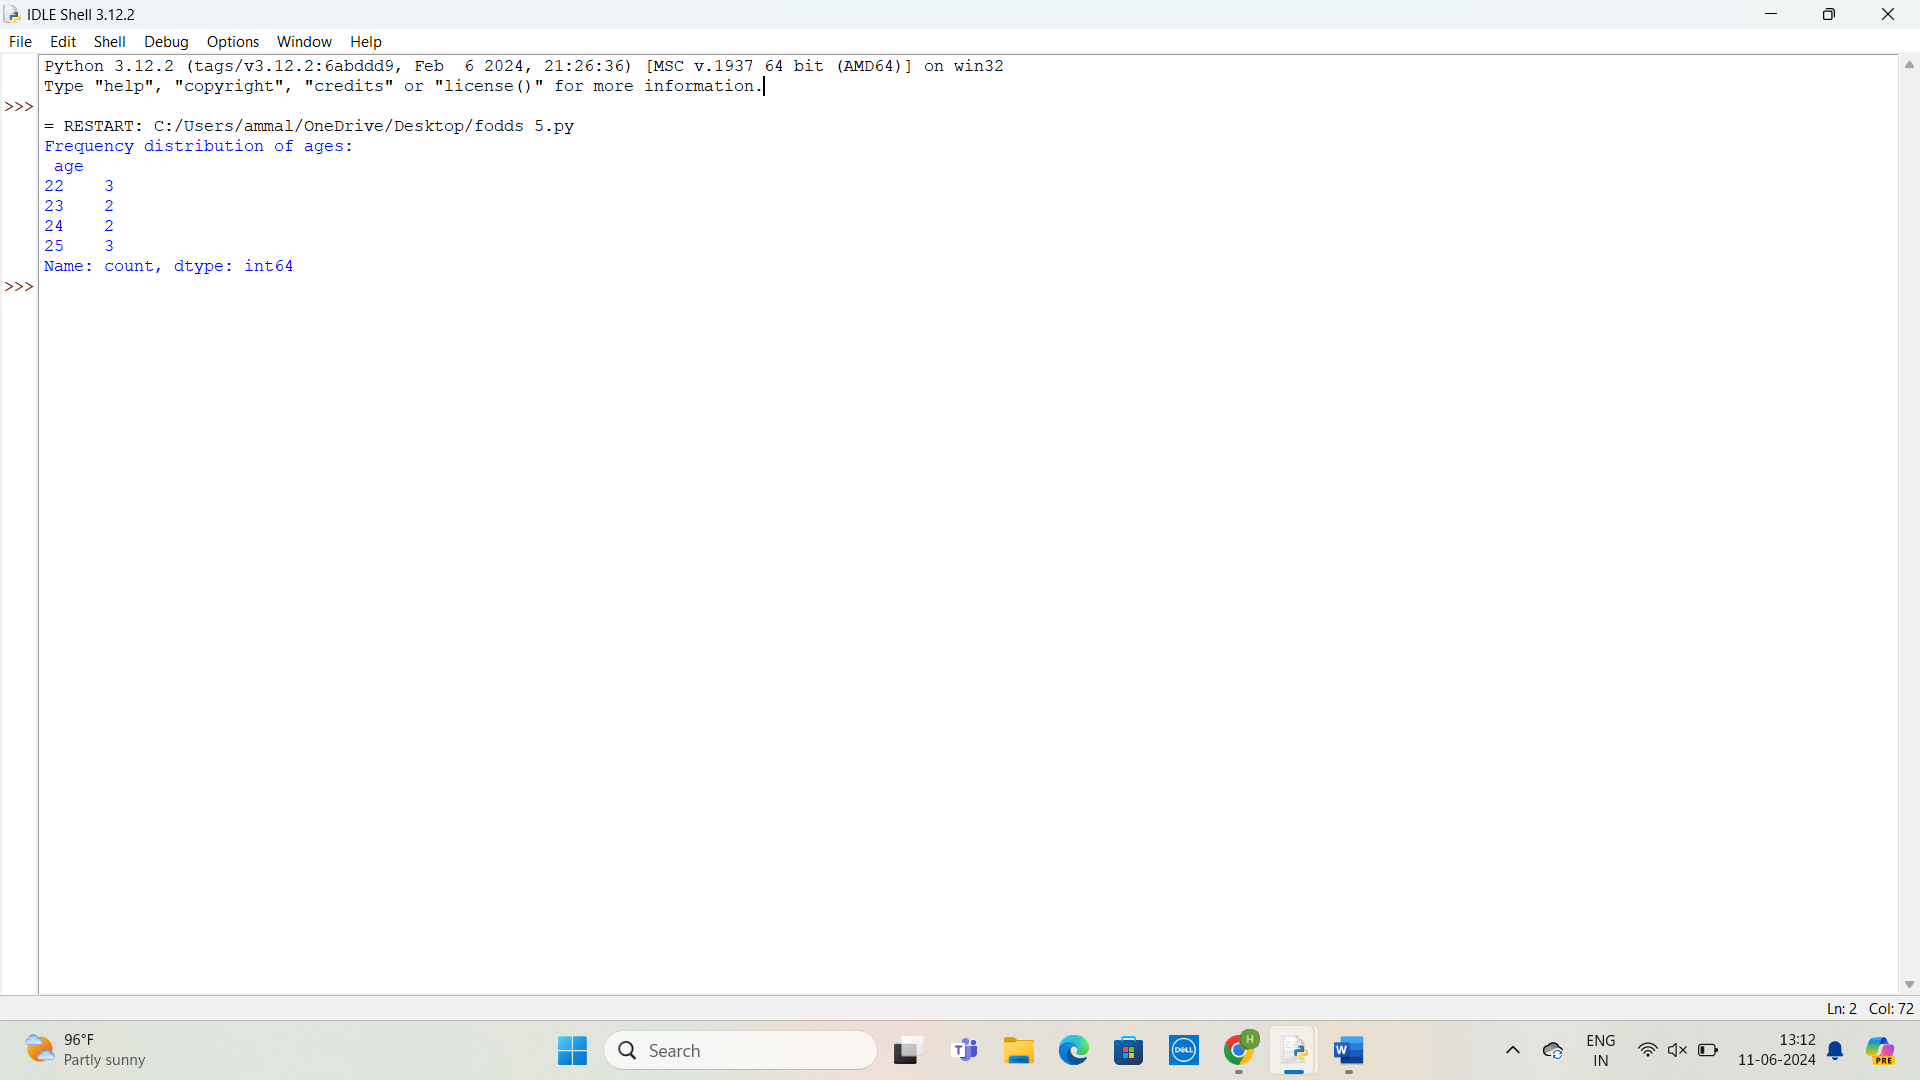 IDLE Shell 3.12.2
File Edit Shell Debug Options Window Help
Python 3.12.2 (tags/v3.12.2:6abddd9, Feb  6 2024, 21:26:36) [MSC v.1937 64 bit (AMD64)] on win32
Type "help", "copyright", "credits" or "license()" for more information.
>>>
= RESTART: C:/Users/ammal/OneDrive/Desktop/fodds 5.py
Frequency distribution of ages:
 age
22    3
23    2
24    2
25    3
Name: count, dtype: int64
>>>
Ln: 2 Col: 72
96°F
Partly sunny
Search
DELL
H
W
ENG
IN
13:12
11-06-2024
PRE